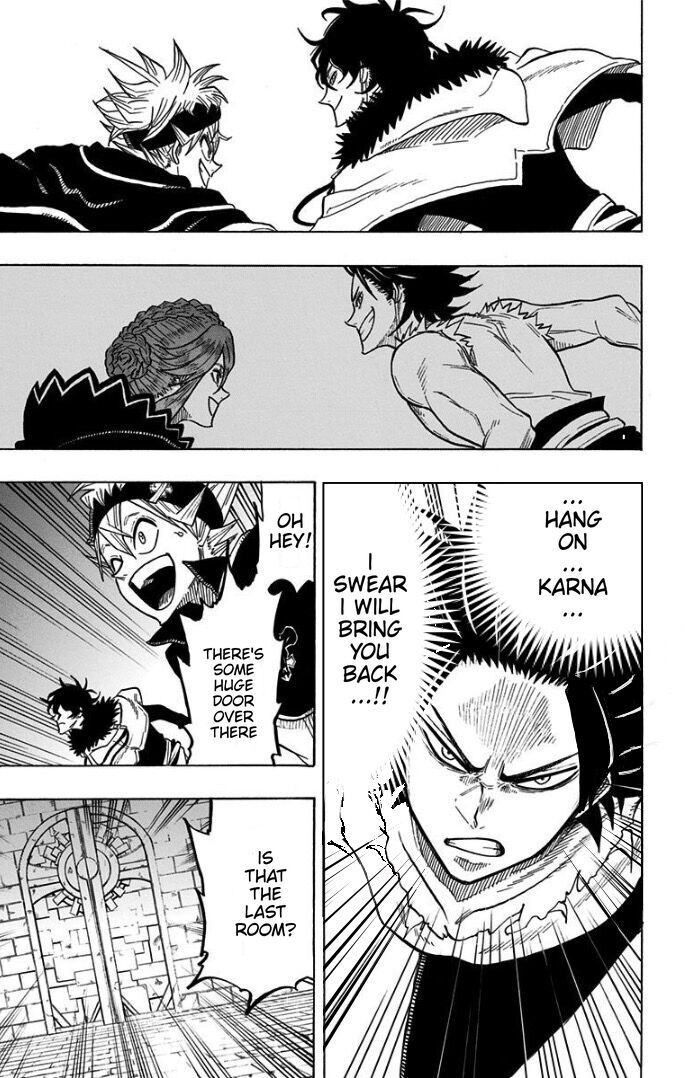 ...
HANG
ON
...
KARNA
...
I
SWEAR
I WILL
BRING
YOU
BACK
...!!
OH
HEY!
THERE'S
SOME
HUGE
DOOR
OVER
THERE
IS
THAT
THE
LAST
ROOM?